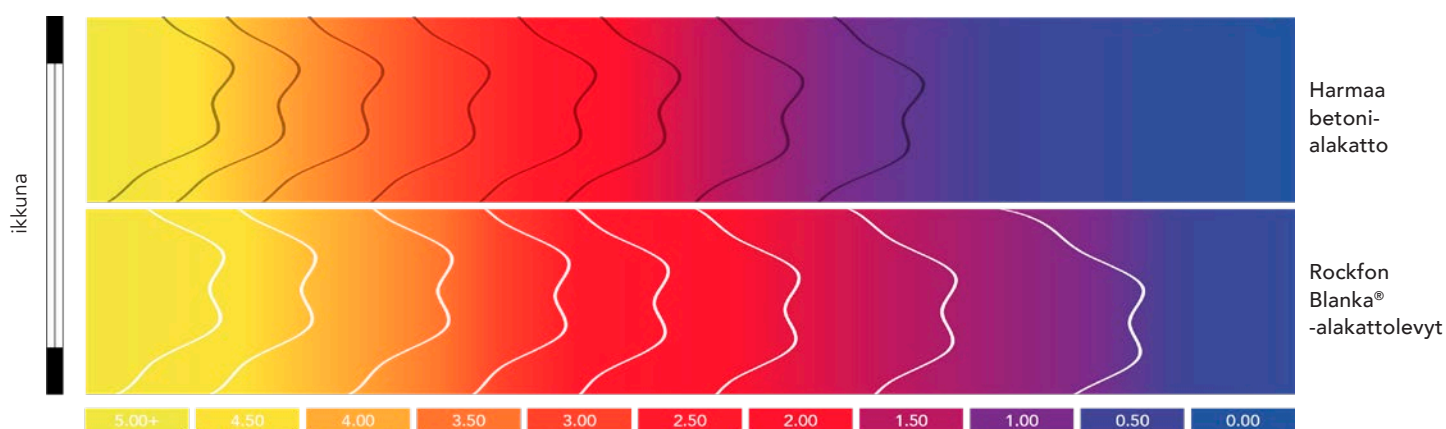 ikkuna
Harmaa
betoni-
alakatto
Rockfon
Blanka®
-alakattolevyt
5.00+ 4.50 4.00 3.50 3.00 2.50 2.00 1.50 1.00 0.50 0.00